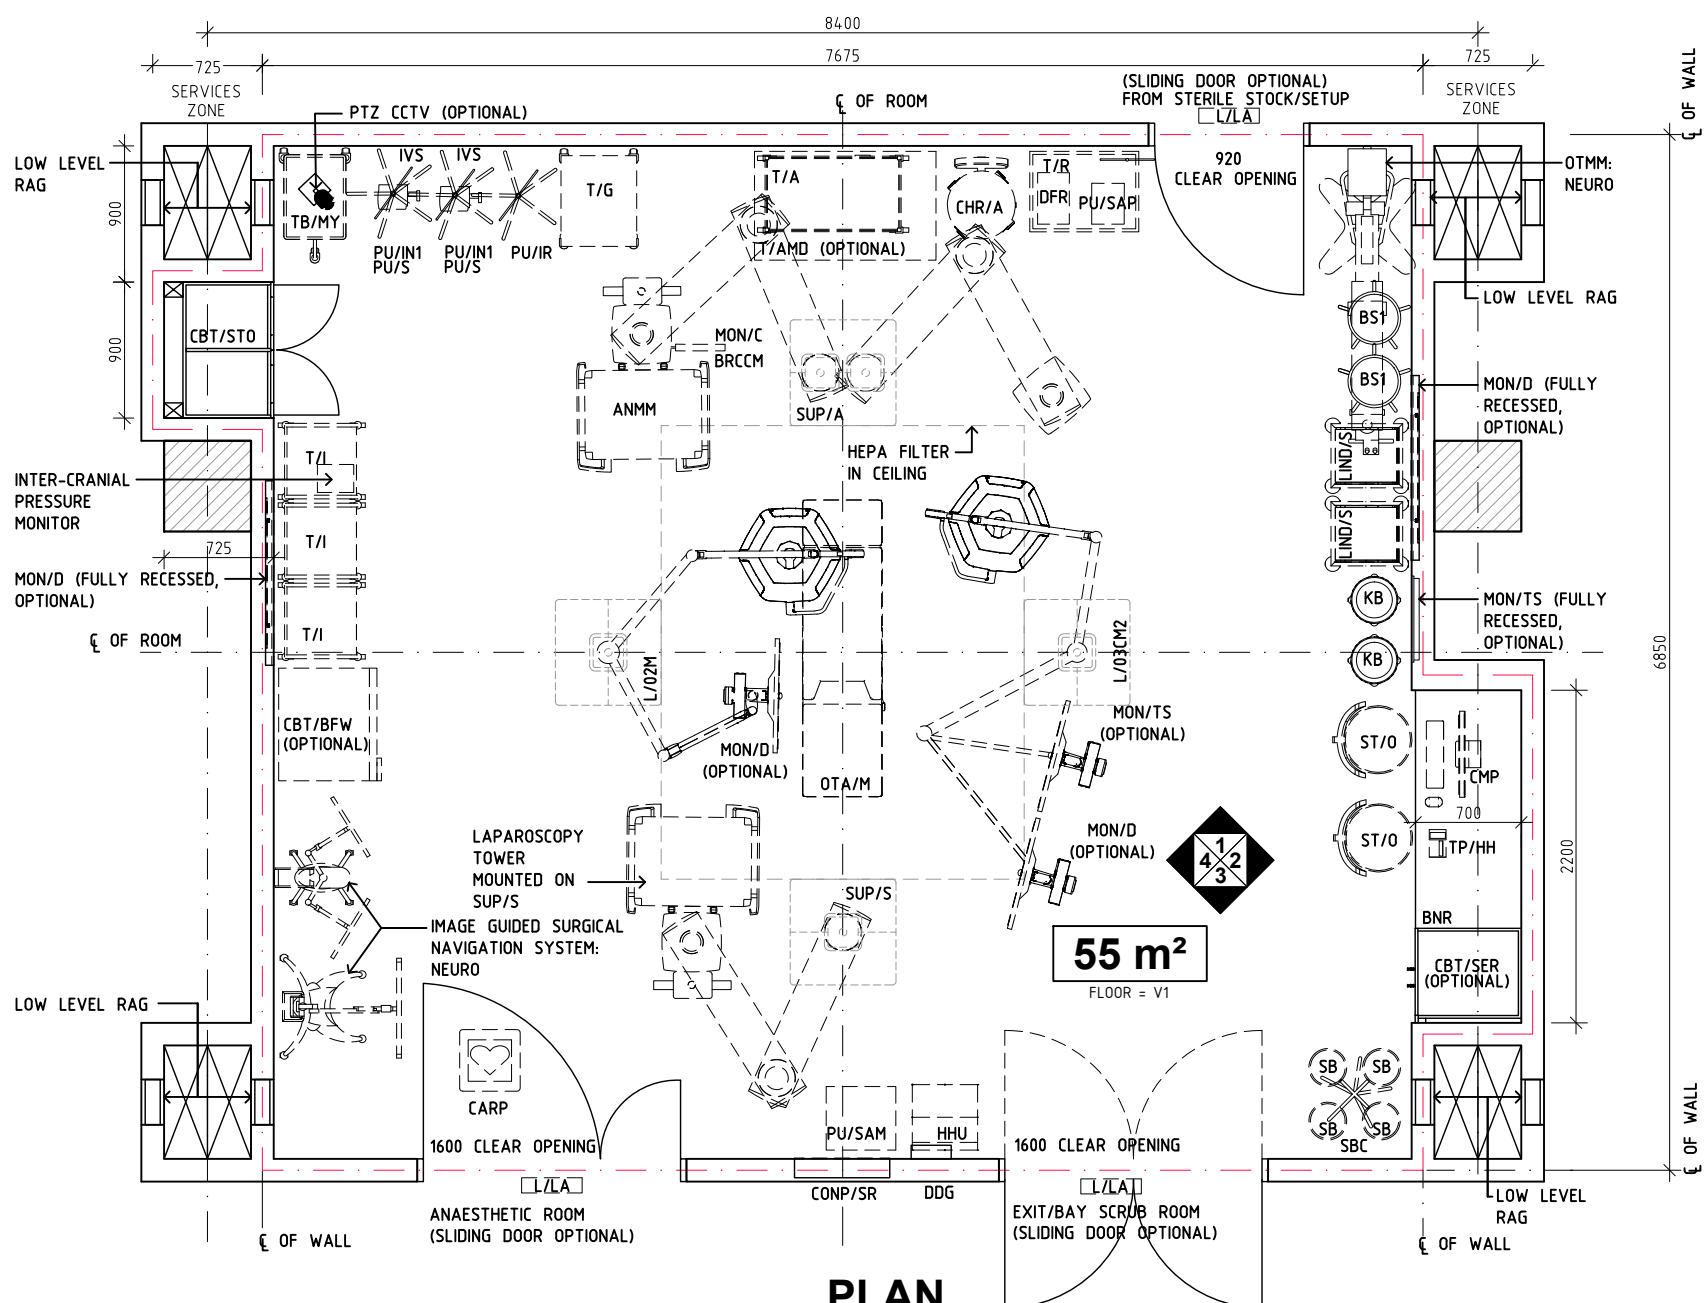 8400
725
7675
725
SERVICES
ZONE
SERVICES
ZONE
PTZ CCTV (OPTIONAL)
℄ OF ROOM
(SLIDING DOOR OPTIONAL)
FROM STERILE STOCK/SETUP
L/LA
℄ OF WALL
LOW LEVEL
RAG
900
TB/MY
IVS
IVS
PU/IN1
PU/S
PU/IN1
PU/S
PU/IR
T/G
T/A
T/AMD (OPTIONAL)
CHR/A
T/R
DFR
PU/SAP
920
CLEAR OPENING
OTMM:
NEURO
LOW LEVEL RAG
900
CBT/STO
MON/C
BRCCM
ANMM
SUP/A
BS1
BS1
MON/D (FULLY
RECESSED,
OPTIONAL)
HEPA FILTER
IN CEILING
LIND/S
LIND/S
T/I
T/I
T/I
INTER-CRANIAL
PRESSURE
MONITOR
725
MON/D (FULLY RECESSED,
OPTIONAL)
℄ OF ROOM
KB
KB
MON/TS (FULLY
RECESSED,
OPTIONAL)
6850
L/02M
L/03CM2
CBT/BFW
(OPTIONAL)
MON/D
(OPTIONAL)
OTA/M
MON/TS
(OPTIONAL)
MON/D
(OPTIONAL)
ST/O
ST/O
CMP
700
TP/HH
2200
1
4 2
3
LAPAROSCOPY
TOWER
MOUNTED ON
SUP/S
SUP/S
IMAGE GUIDED SURGICAL
NAVIGATION SYSTEM:
NEURO
55 m²
FLOOR = V1
BNR
CBT/SER
(OPTIONAL)
LOW LEVEL RAG
CARP
1600 CLEAR OPENING
PU/SAM
HHU
1600 CLEAR OPENING
SB
SB
SB
SB
SBC
℄ OF WALL
L/LA
CONP/SR
DDG
L/LA
ANAESTHETIC ROOM
(SLIDING DOOR OPTIONAL)
EXIT/BAY SCRUB ROOM
(SLIDING DOOR OPTIONAL)
LOW LEVEL
RAG
℄ OF WALL
℄ OF WALL
PLAN